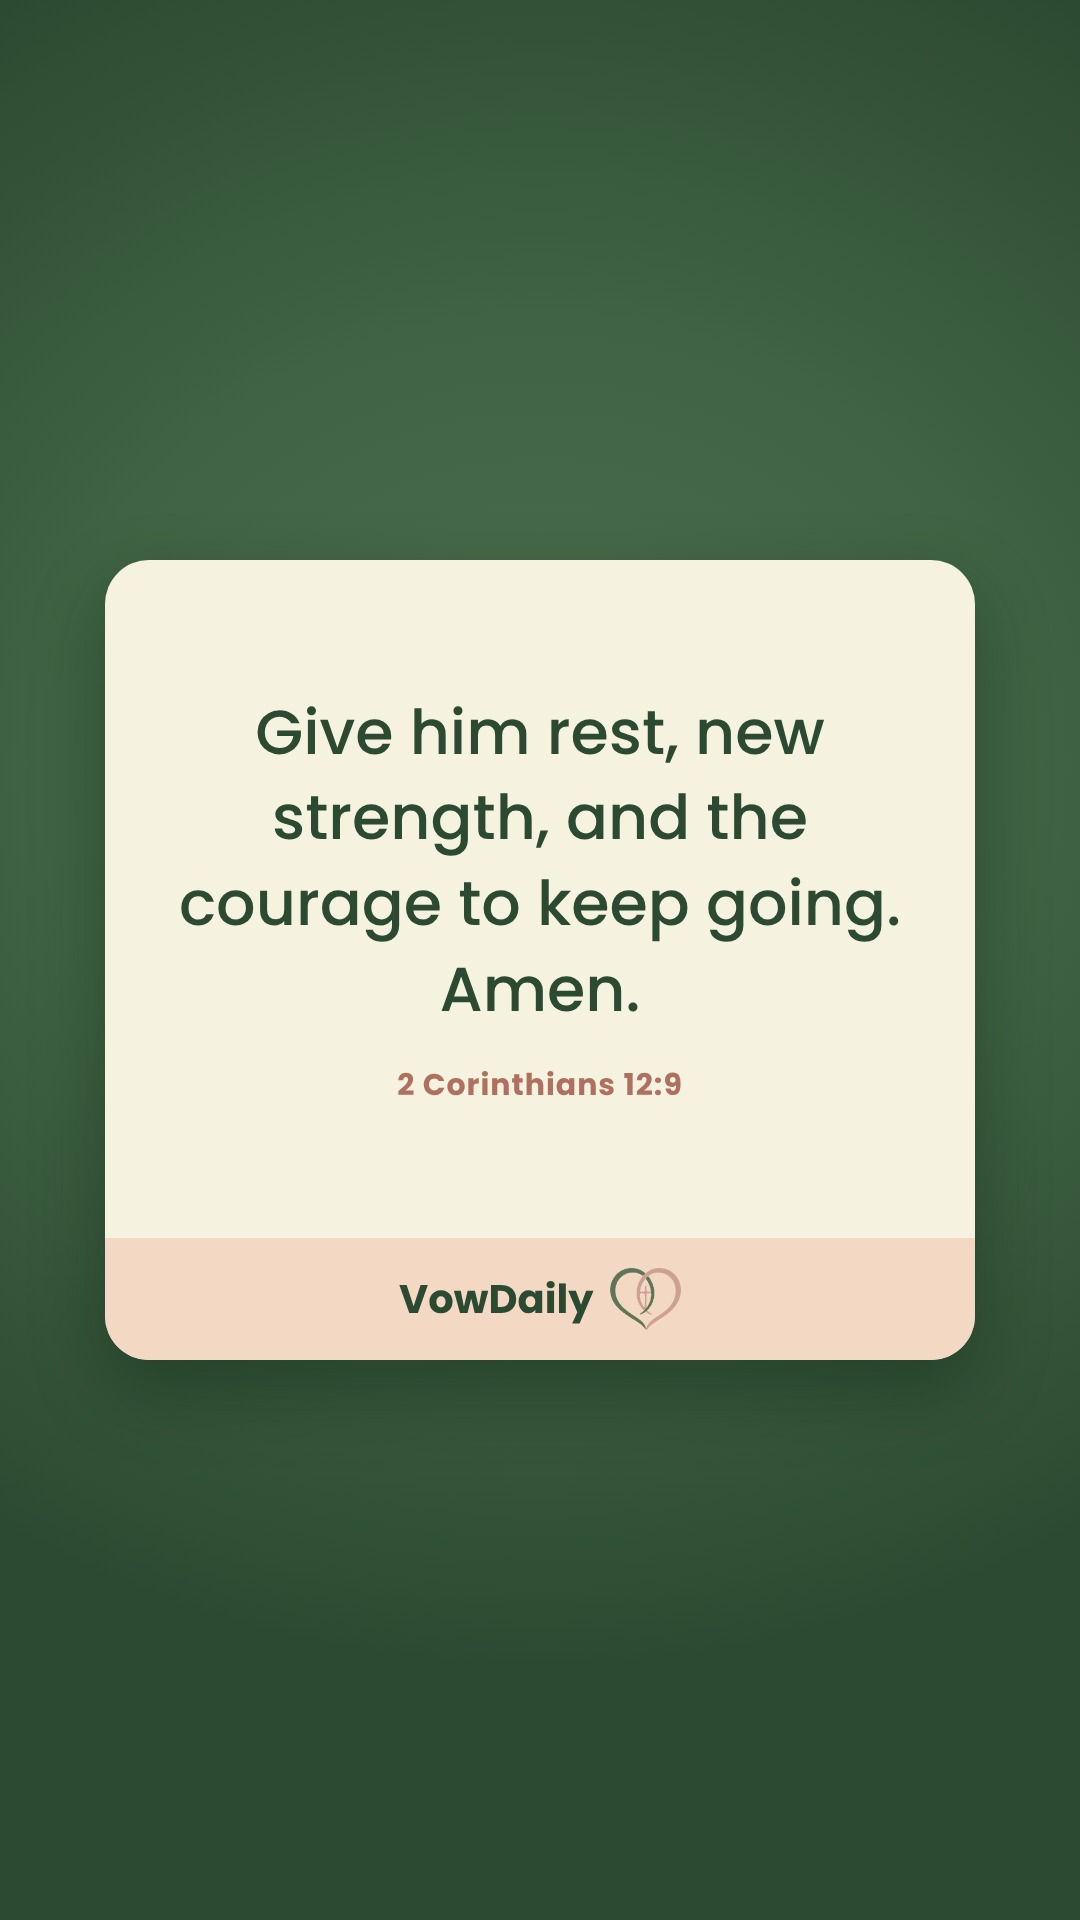 Give him rest, new
strength, and the
courage to keep going.
Amen.
2 Corinthians 12:9
VowDaily